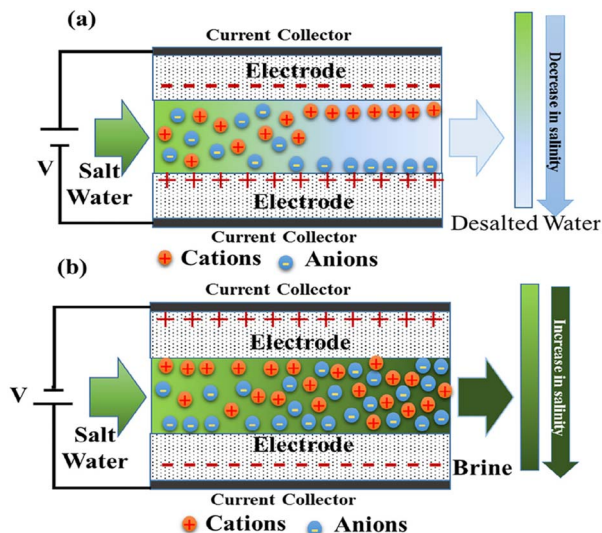 (a)
Current Collector
Electrode
V
Salt
Water
Decrease in salinity
Electrode
Desalted Water
Current Collector
+ Cations - Anions
(b)
Current Collector
Electrode
V
Salt
Water
Increase in salinity
Electrode
Brine
Current Collector
+ Cations - Anions